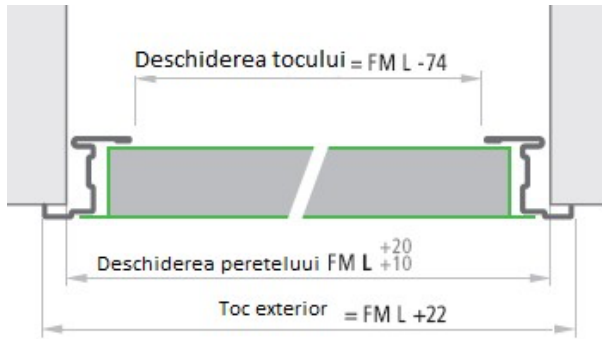 Deschiderea tocului = FM L -74
Deschiderea pereteluui FM L +20 +10
Toc exterior = FM L +22